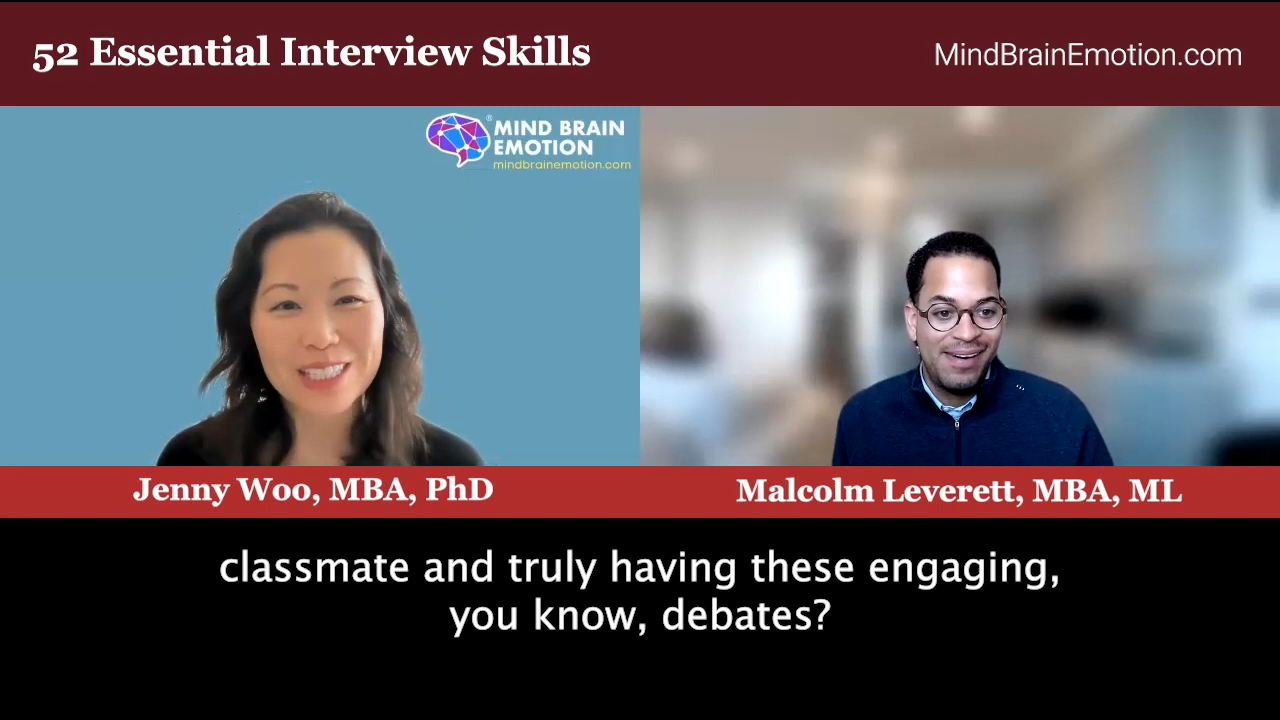 52 Essential Interview Skills
MindBrainEmotion.com
MIND BRAIN
EMOTION
mindbrainemotion.com
Jenny Woo, MBA, PhD
Malcolm Leverett, MBA, ML
classmate and truly having these engaging,
you know, debates?